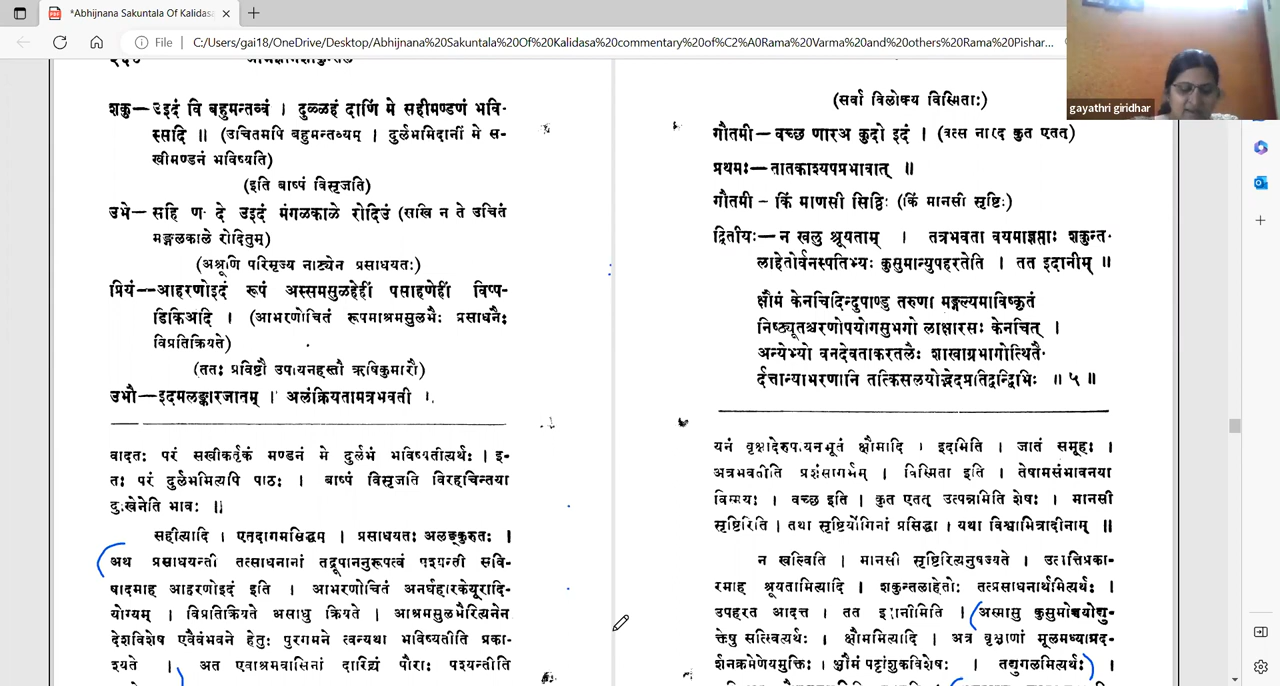 *Abhijnana Sakuntala Of Kalidasa
File
C:/Users/gai18/OneDrive/Desktop/Abhijnana%20Sakuntala%20Of%20Kalidasa%20commentary%20of%C2%A0Rama%20Varma%20and%20others%20Rama%20Pishar...
gayathri giridhar
शकु—उइदं वि बहुमन्तव्वं । दुल्लहं दाणिं मे सहीमण्डणं भवि-
स्सदि ॥ (उचितमपि बहुमन्तव्यम् । दुर्लभमिदानीं मे स-
खीमण्डनं भविष्यति)
(इति बाष्पं विसृजति)
उभे—सहि ण दे उइदं मंगळकाळे रोदिउं (सखि न ते उचितं
मङ्गलकाले रोदितुम्)
(अश्रूणि परिमृज्य नाट्येन प्रसाधयतः)
प्रियं—आहरणोइदं रूपं अस्समसुळहेहीं पसाहणेहीं विप्प-
डिकिअदि । (आभरणोचितं रूपमाश्रमसुलभैः प्रसाधनैः
विप्रतिक्रियते)
(ततः प्रविष्टौ उपायनहस्तौ ऋषिकुमारौ)
उभौ—इदमलङ्कारजातम् । अलंक्रियतामत्रभवती ।
वादतः परं सखीकर्तृकं मण्डनं मे दुर्लभं भविष्यतीत्यर्थः । इ-
तः परं दुर्लभमित्यपि पाठः । बाष्पं विसृजति विरहचिन्तया
दुःखेनेति भावः ॥
सहीत्यादि । एतदागमसिद्धम् । प्रसाधयतः अलङ्कुरुतः ।
अथ प्रसाधयन्ती तत्साधनानां तद्रूपाननुरूपत्वं पश्यन्ती सवि-
षादमाह आहरणोइदं इति । आभरणोचितं अनर्घहारकेयूरादि-
योग्यम् । विप्रतिक्रियते असाधु क्रियते । आश्रमसुलभैरित्यनेन
देशविशेष एवैवंभवने हेतुः पुरगमने त्वन्यथा भविष्यतीति प्रका-
श्यते । अत एवाश्रमवासिनां दारिद्र्यं पौराः पश्यन्तीति
(सर्वा विलोक्य विस्मिताः)
गौतमी—वच्छ णारअ कुदो इदं । (वत्स नारद कुत एतत्)
प्रथमः—तातकाश्यपप्रभावात् ॥
गौतमी – किं माणसी सिट्ठि (किं मानसी सृष्टिः)
द्वितीयः—न खलु श्रूयताम् । तत्रभवता वयमाज्ञप्ताः शकुन्त-
लाहेतोर्वनस्पतिभ्यः कुसुमान्युपहरतेति । तत इदानीम् ॥
क्षौमं केनचिदिन्दुपाण्डु तरुणा मङ्गल्यमाविष्कृतं
निष्ठ्यूतश्चरणोपयोगसुभगो लाक्षारसः केनचित् ।
अन्येभ्यो वनदेवताकरतलैः शाखाग्रभागोत्थितै-
र्दत्तान्याभरणानि तत्किसलयोद्भेदप्रतिद्वन्द्विभिः ॥ ५ ॥
यनं वृक्षादेरुपायनभूतं क्षौमादि । इदमिति । जातं समूहः ।
अत्रभवतीति प्रशंसागर्भम् । विस्मिता इति । तेषामसंभावनया
विस्मयः । वच्छ इति । कुत एतत् उत्पन्नमिति शेषः । मानसी
सृष्टिरिति । तथा सृष्टिर्योगिनां प्रसिद्धा । यथा विश्वामित्रादीनाम् ॥
न खल्विति । मानसी सृष्टिरित्यनुषज्यते । उत्पत्तिप्रका-
रमाह श्रूयतामित्यादि । शकुन्तलाहेतोः तत्प्रसाधनार्थमित्यर्थः ।
उपहरत आदत्त । तत इदानीमिति । अस्मासु कुसुमोच्चयोद्यु-
क्तेषु सत्स्वित्यर्थः । क्षौममित्यादि । अत्र वृक्षाणां मूलमध्याग्रद-
र्शनक्रमेणेयमुक्तिः । क्षौमं पट्टांशुकविशेषः । तद्युगलमित्यर्थः ।